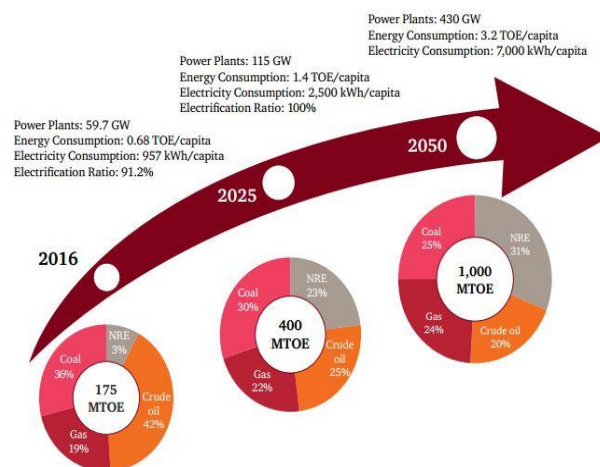 Power Plants: 430 GW
Energy Consumption: 3.2 TOE/capita
Electricity Consumption: 7,000 kWh/capita
Power Plants: 115 GW
Energy Consumption: 1.4 TOE/capita
Electricity Consumption: 2,500 kWh/capita
Electrification Ratio: 100%
Power Plants: 59.7 GW
Energy Consumption: 0.68 TOE/capita
Electricity Consumption: 957 kWh/capita
Electrification Ratio: 91.2%
2016
2025
2050
NRE
3%
Crude
oil
42%
Gas
19%
Coal
36%
175
MTOE
NRE
23%
Crude
oil
25%
Gas
22%
Coal
30%
400
MTOE
NRE
31%
Crude oil
20%
Gas
24%
Coal
25%
1,000
MTOE